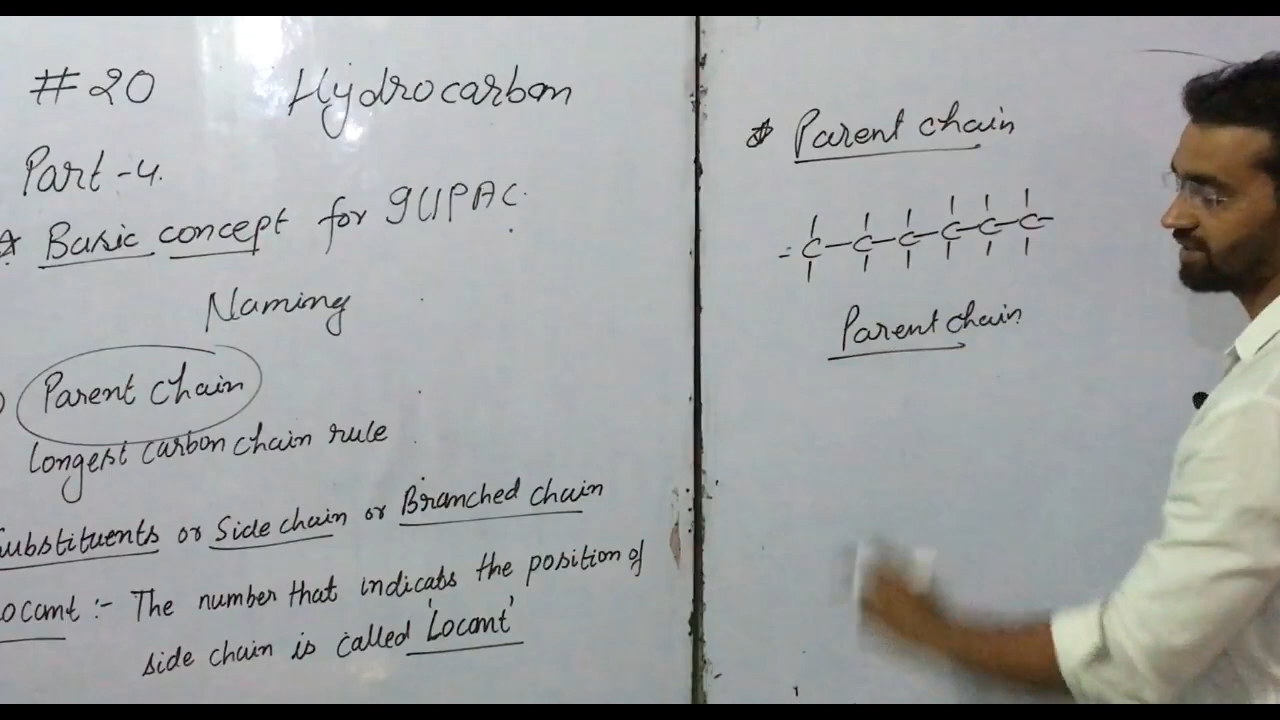 #20 Hydrocarbon
Part-4.
Basic concept for IUPAC.
Naming
Parent chain
longest carbon chain rule
Substituents or Side chain or Branched chain
Locant :- The number that indicats the position of
side chain is called 'Locant'
Parent chain
C-C-C-C-C-C-
Parent chain